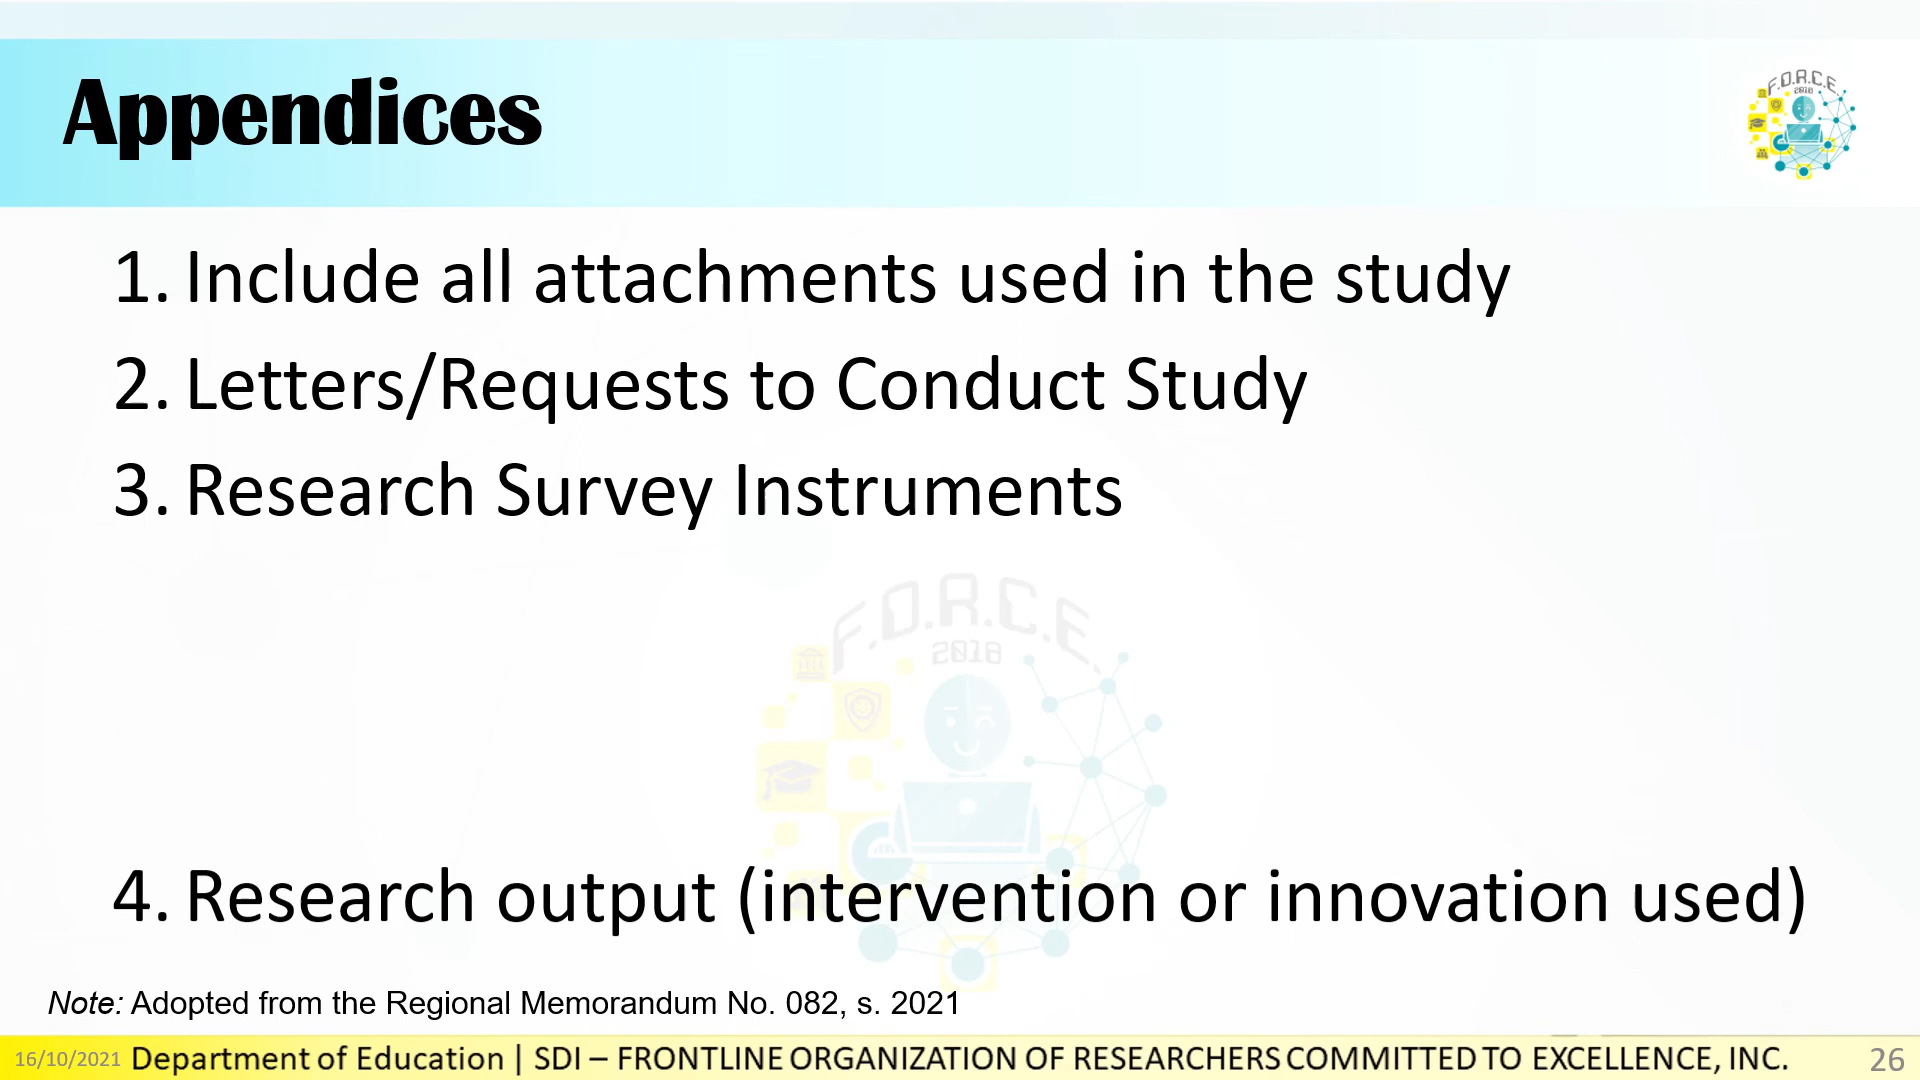 Appendices
F.O.R.C.E.
2018
1. Include all attachments used in the study
2. Letters/Requests to Conduct Study
3. Research Survey Instruments
F.O.R.C.E.
2018
4. Research output (intervention or innovation used)
Note: Adopted from the Regional Memorandum No. 082, s. 2021
16/10/2021 Department of Education | SDI – FRONTLINE ORGANIZATION OF RESEARCHERS COMMITTED TO EXCELLENCE, INC. 26